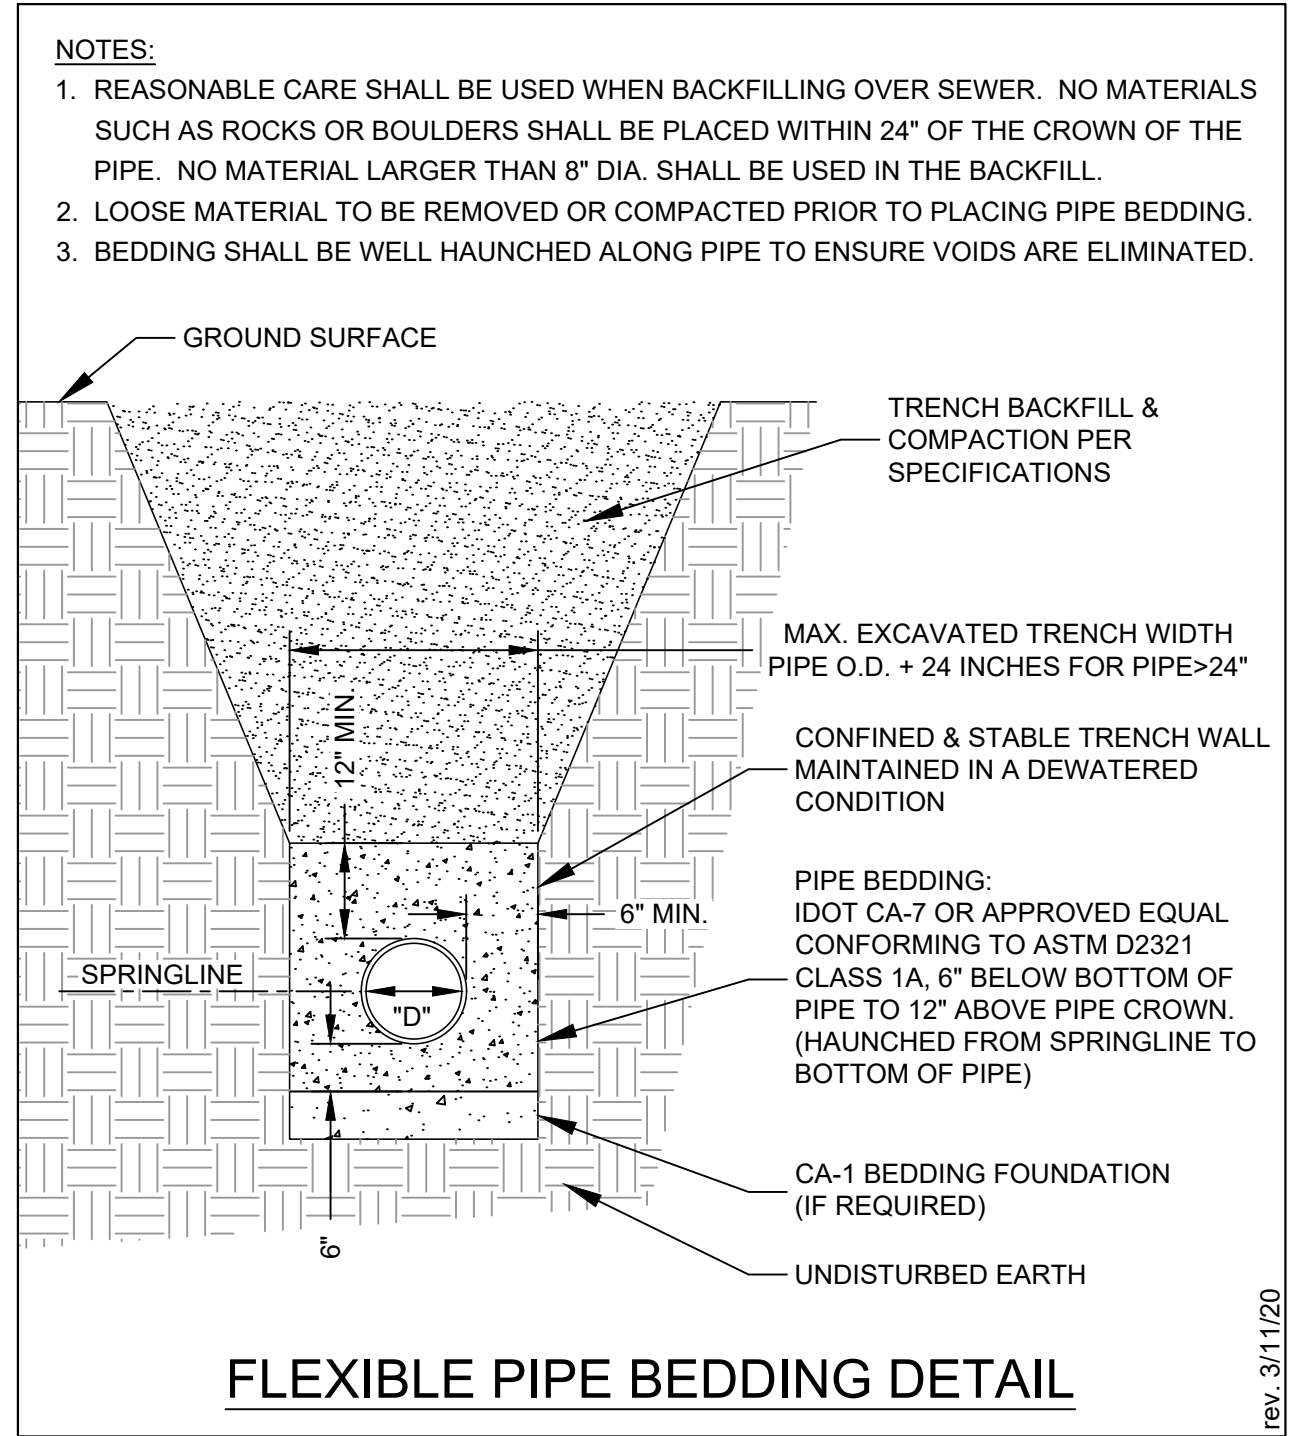 NOTES:
1. REASONABLE CARE SHALL BE USED WHEN BACKFILLING OVER SEWER. NO MATERIALS
SUCH AS ROCKS OR BOULDERS SHALL BE PLACED WITHIN 24" OF THE CROWN OF THE
PIPE. NO MATERIAL LARGER THAN 8" DIA. SHALL BE USED IN THE BACKFILL.
2. LOOSE MATERIAL TO BE REMOVED OR COMPACTED PRIOR TO PLACING PIPE BEDDING.
3. BEDDING SHALL BE WELL HAUNCHED ALONG PIPE TO ENSURE VOIDS ARE ELIMINATED.
GROUND SURFACE
TRENCH BACKFILL &
COMPACTION PER
SPECIFICATIONS
MAX. EXCAVATED TRENCH WIDTH
PIPE O.D. + 24 INCHES FOR PIPE>24"
12" MIN.
CONFINED & STABLE TRENCH WALL
MAINTAINED IN A DEWATERED
CONDITION
6" MIN.
PIPE BEDDING:
IDOT CA-7 OR APPROVED EQUAL
CONFORMING TO ASTM D2321
CLASS 1A, 6" BELOW BOTTOM OF
PIPE TO 12" ABOVE PIPE CROWN.
(HAUNCHED FROM SPRINGLINE TO
BOTTOM OF PIPE)
SPRINGLINE
"D"
CA-1 BEDDING FOUNDATION
(IF REQUIRED)
6"
UNDISTURBED EARTH
FLEXIBLE PIPE BEDDING DETAIL
rev. 3/11/20